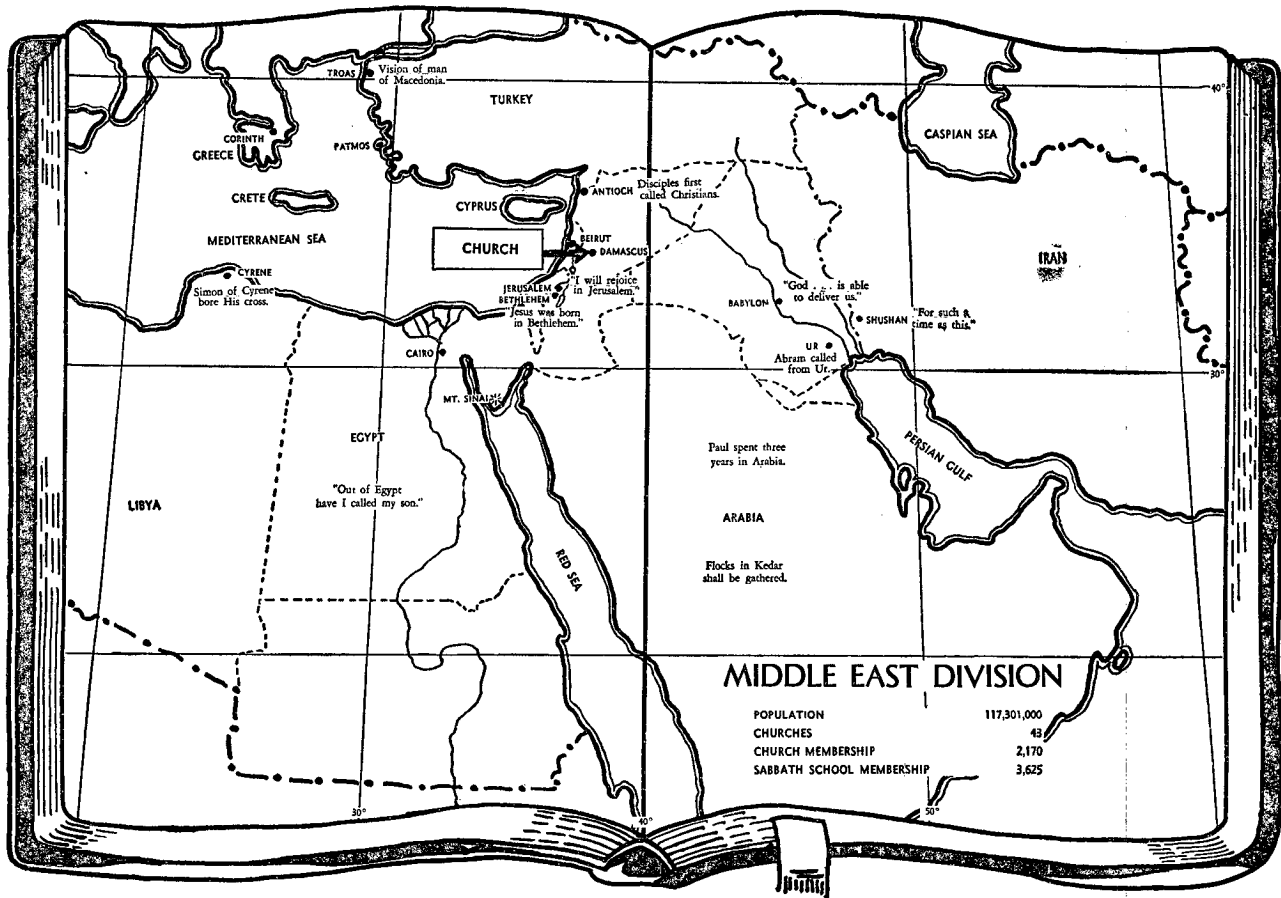 40°
TROAS
Vision of man
of Macedonia.
TURKEY
CASPIAN SEA
CORINTH
GREECE
PATMOS
CRETE
CYPRUS
ANTIOCH
Disciples first
called Christians.
MEDITERRANEAN SEA
CHURCH
BEIRUT
DAMASCUS
IRAN
CYRENE
Simon of Cyrene
bore His cross.
"I will rejoice
in Jerusalem."
JERUSALEM
BETHLEHEM
"Jesus was born
in Bethlehem."
"God . . . is able
to deliver us."
BABYLON
SHUSHAN
"For such a
time as this."
CAIRO
UR
Abram called
from Ur.
30°
MT. SINAI
EGYPT
Paul spent three
years in Arabia.
PERSIAN GULF
"Out of Egypt
have I called my son."
LIBYA
ARABIA
RED SEA
Flocks in Kedar
shall be gathered.
MIDDLE EAST DIVISION
POPULATION 117,301,000
CHURCHES 43
CHURCH MEMBERSHIP 2,170
SABBATH SCHOOL MEMBERSHIP 3,625
30°
40°
50°